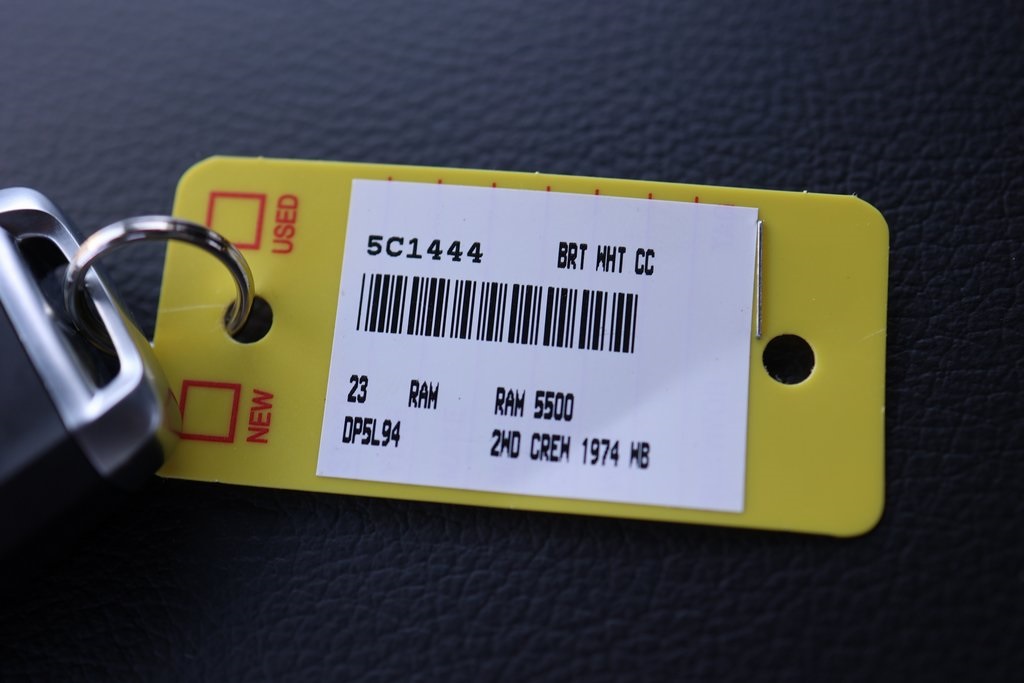 USED
NEW
5C1444 BRT WHT CC
23 RAM RAM 5500
DP5L94 2WD CREW 1974 WB